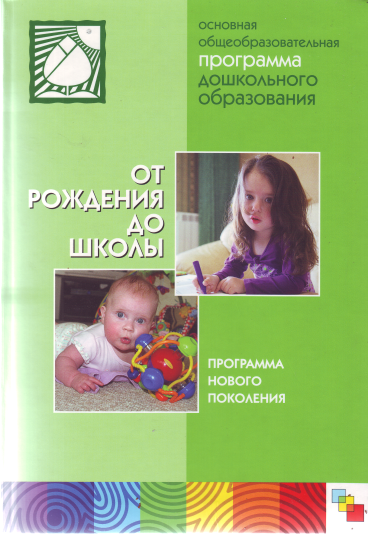 основная
общеобразовательная
программа
дошкольного
образования
ОТ
РОЖДЕНИЯ
ДО
ШКОЛЫ
ПРОГРАММА
НОВОГО
ПОКОЛЕНИЯ